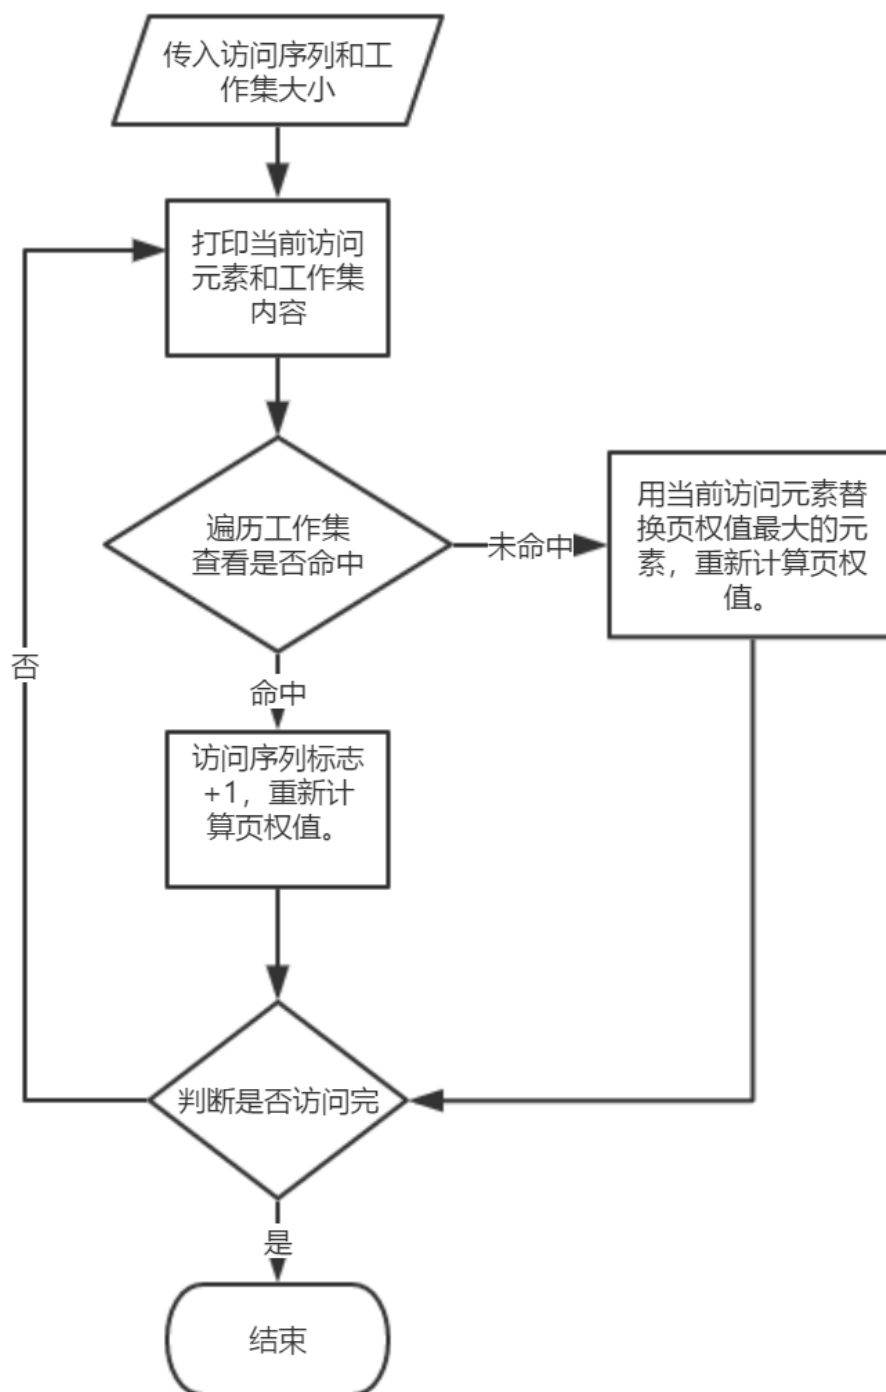 传入访问序列和工
作集大小
打印当前访问
元素和工作集
内容
遍历工作集
查看是否命中
未命中
用当前访问元素替
换页权值最大的元
素，重新计算页权
值。
否
命中
访问序列标志
+1，重新计
算页权值。
判断是否访问完
是
结束